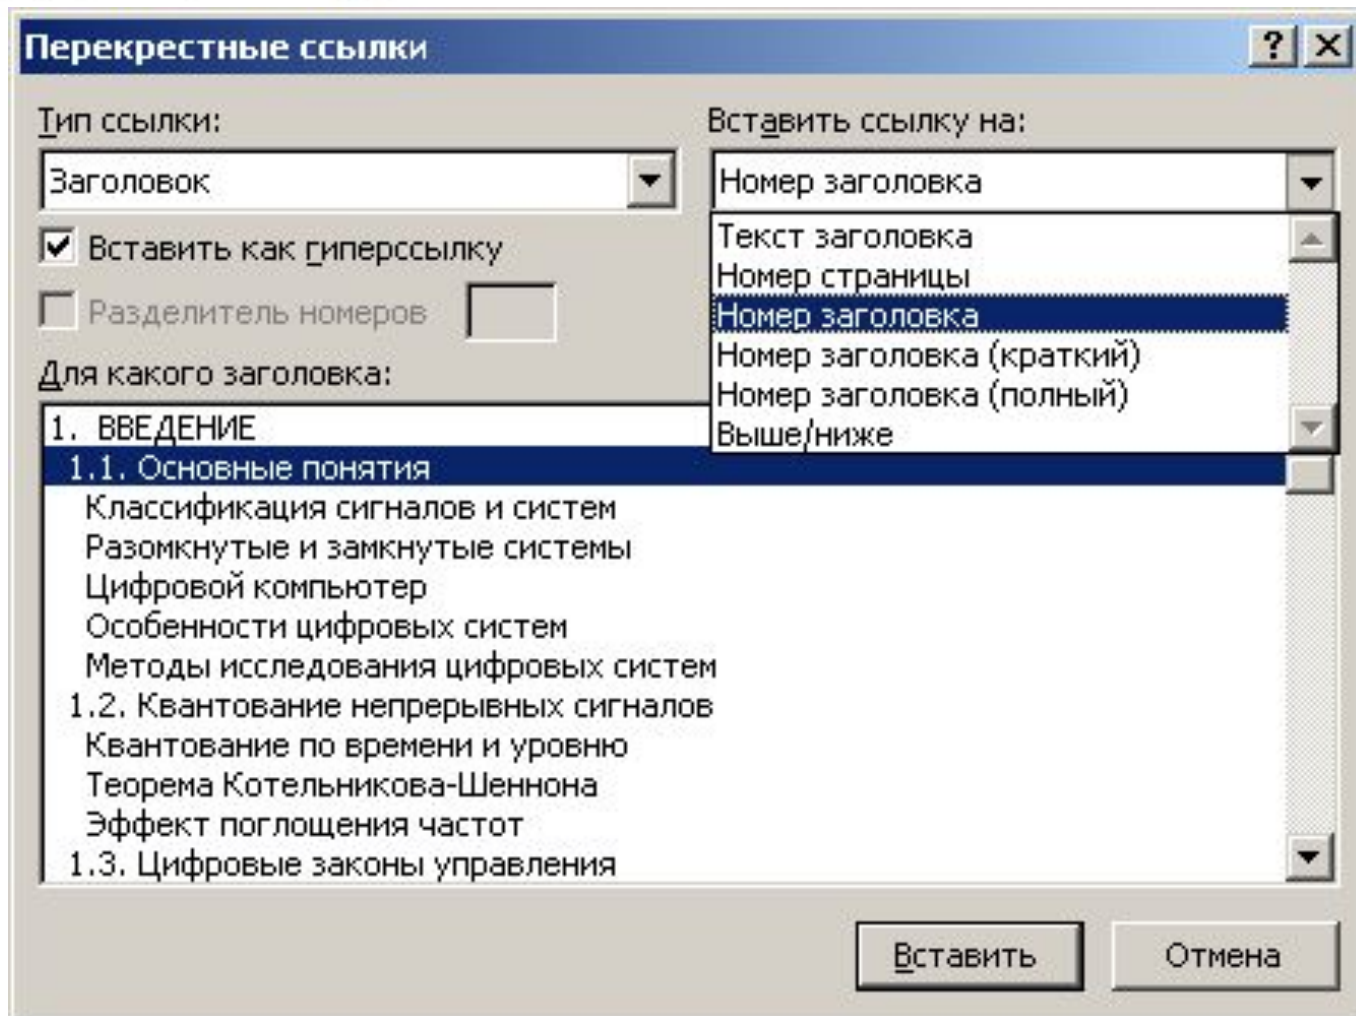 Перекрестные ссылки
Тип ссылки:
Заголовок
Вставить как гиперссылку
Разделитель номеров
Вставить ссылку на:
Номер заголовка
Текст заголовка
Номер страницы
Номер заголовка
Номер заголовка (краткий)
Номер заголовка (полный)
Выше/ниже
Для какого заголовка:
1. ВВЕДЕНИЕ
1.1. Основные понятия
Классификация сигналов и систем
Разомкнутые и замкнутые системы
Цифровой компьютер
Особенности цифровых систем
Методы исследования цифровых систем
1.2. Квантование непрерывных сигналов
Квантование по времени и уровню
Теорема Котельникова-Шеннона
Эффект поглощения частот
1.3. Цифровые законы управления
Вставить
Отмена